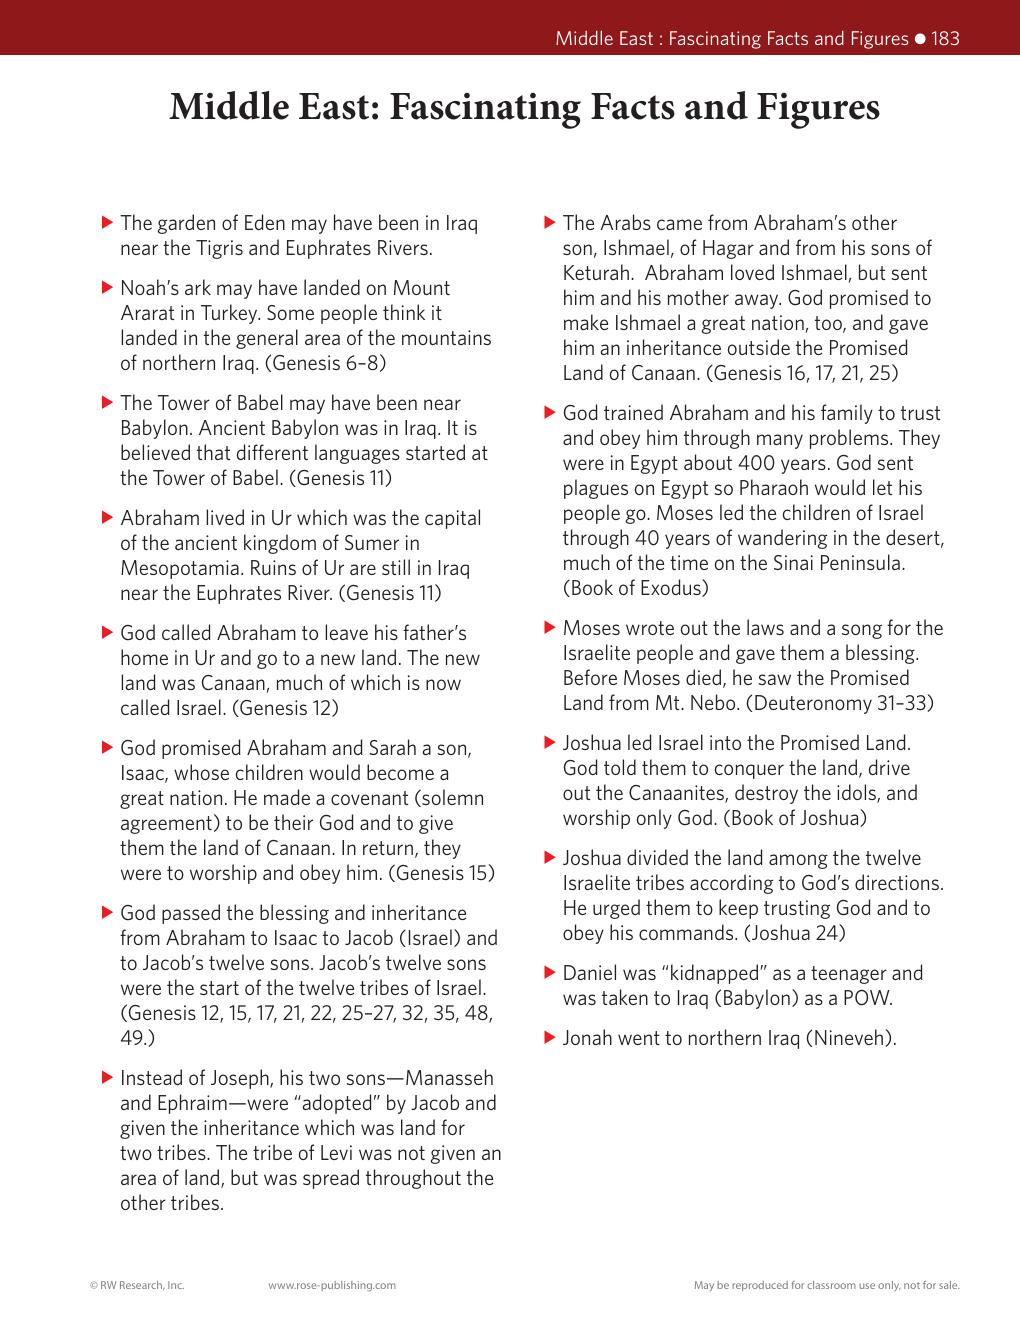 Middle East : Fascinating Facts and Figures ● 183
Middle East: Fascinating Facts and Figures
▶ The garden of Eden may have been in Iraq
near the Tigris and Euphrates Rivers.
▶ Noah’s ark may have landed on Mount
Ararat in Turkey. Some people think it
landed in the general area of the mountains
of northern Iraq. (Genesis 6–8)
▶ The Tower of Babel may have been near
Babylon. Ancient Babylon was in Iraq. It is
believed that different languages started at
the Tower of Babel. (Genesis 11)
▶ Abraham lived in Ur which was the capital
of the ancient kingdom of Sumer in
Mesopotamia. Ruins of Ur are still in Iraq
near the Euphrates River. (Genesis 11)
▶ God called Abraham to leave his father’s
home in Ur and go to a new land. The new
land was Canaan, much of which is now
called Israel. (Genesis 12)
▶ God promised Abraham and Sarah a son,
Isaac, whose children would become a
great nation. He made a covenant (solemn
agreement) to be their God and to give
them the land of Canaan. In return, they
were to worship and obey him. (Genesis 15)
▶ God passed the blessing and inheritance
from Abraham to Isaac to Jacob (Israel) and
to Jacob’s twelve sons. Jacob’s twelve sons
were the start of the twelve tribes of Israel.
(Genesis 12, 15, 17, 21, 22, 25–27, 32, 35, 48,
49.)
▶ Instead of Joseph, his two sons—Manasseh
and Ephraim—were “adopted” by Jacob and
given the inheritance which was land for
two tribes. The tribe of Levi was not given an
area of land, but was spread throughout the
other tribes.
▶ The Arabs came from Abraham’s other
son, Ishmael, of Hagar and from his sons of
Keturah.  Abraham loved Ishmael, but sent
him and his mother away. God promised to
make Ishmael a great nation, too, and gave
him an inheritance outside the Promised
Land of Canaan. (Genesis 16, 17, 21, 25)
▶ God trained Abraham and his family to trust
and obey him through many problems. They
were in Egypt about 400 years. God sent
plagues on Egypt so Pharaoh would let his
people go. Moses led the children of Israel
through 40 years of wandering in the desert,
much of the time on the Sinai Peninsula.
(Book of Exodus)
▶ Moses wrote out the laws and a song for the
Israelite people and gave them a blessing.
Before Moses died, he saw the Promised
Land from Mt. Nebo. (Deuteronomy 31–33)
▶ Joshua led Israel into the Promised Land.
God told them to conquer the land, drive
out the Canaanites, destroy the idols, and
worship only God. (Book of Joshua)
▶ Joshua divided the land among the twelve
Israelite tribes according to God’s directions.
He urged them to keep trusting God and to
obey his commands. (Joshua 24)
▶ Daniel was “kidnapped” as a teenager and
was taken to Iraq (Babylon) as a POW.
▶ Jonah went to northern Iraq (Nineveh).
© RW Research, Inc. www.rose-publishing.com May be reproduced for classroom use only, not for sale.